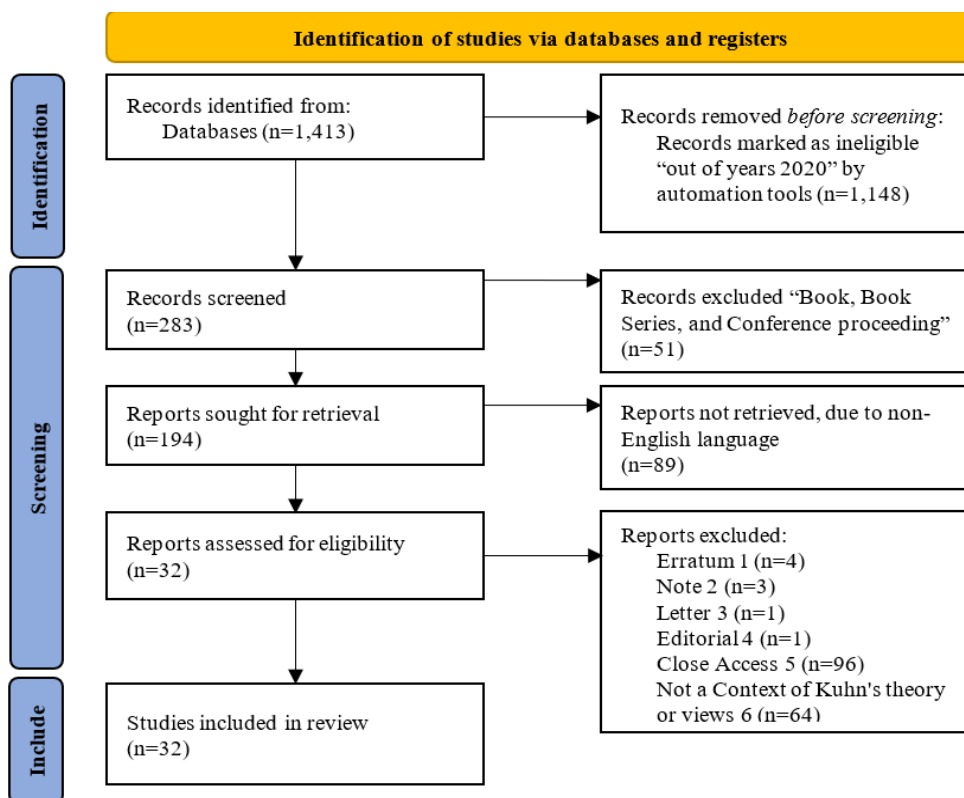 Identification of studies via databases and registers
Identification
Records identified from:
Databases (n=1,413)
Records removed before screening:
Records marked as ineligible
“out of years 2020” by
automation tools (n=1,148)
Screening
Records screened
(n=283)
Records excluded “Book, Book
Series, and Conference proceeding”
(n=51)
Reports sought for retrieval
(n=194)
Reports not retrieved, due to non-
English language
(n=89)
Reports assessed for eligibility
(n=32)
Reports excluded:
Erratum 1 (n=4)
Note 2 (n=3)
Letter 3 (n=1)
Editorial 4 (n=1)
Close Access 5 (n=96)
Not a Context of Kuhn's theory
or views 6 (n=64)
Include
Studies included in review
(n=32)